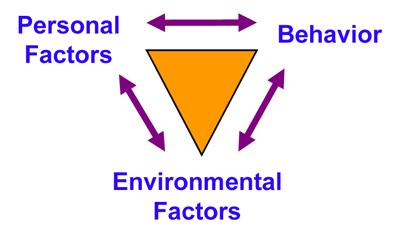 Personal
Factors
Behavior
Environmental
Factors